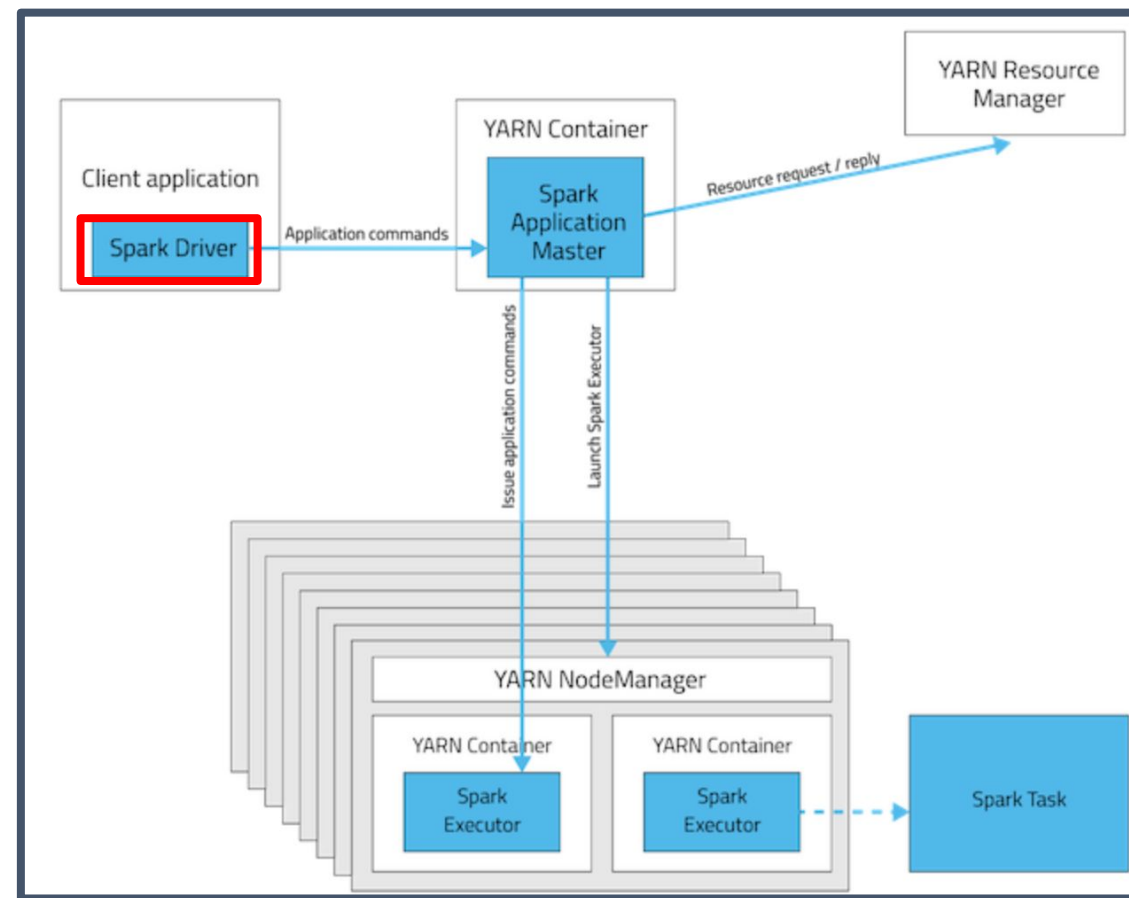 YARN Resource
Manager
YARN Container
Client application
Spark
Application
Master
Resource request / reply
Spark Driver
Application commands
Issue application commands
Launch Spark Executor
YARN NodeManager
YARN Container
YARN Container
Spark
Executor
Spark
Executor
Spark Task